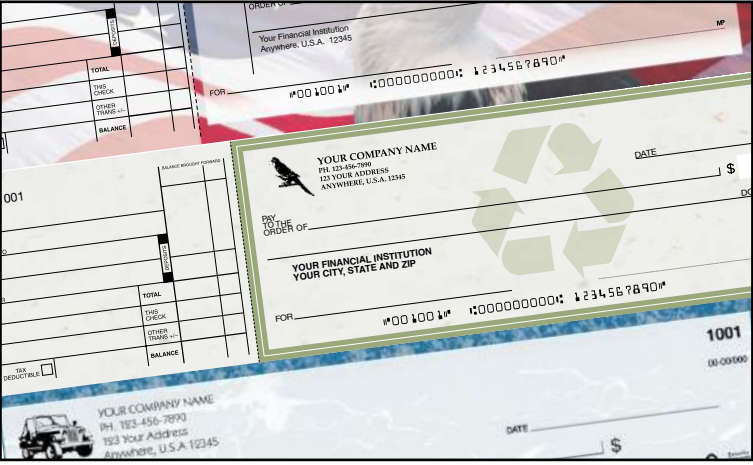 ORDER OF
Your Financial Institution
Anywhere, U.S.A. 12345
MP
FOR
⑈001001⑈ ⑆000000000⑆ 1234567890⑈
DEPOSITS
TOTAL
THIS
CHECK
OTHER
TRANS +/–
BALANCE
BALANCE BROUGHT FORWARD
001
DEPOSITS
TOTAL
THIS
CHECK
OTHER
TRANS +/–
BALANCE
TAX
DEDUCTIBLE
YOUR COMPANY NAME
PH. 123-456-7890
123 YOUR ADDRESS
ANYWHERE, U.S.A. 12345
DATE
$
PAY
TO THE
ORDER OF
DO
YOUR FINANCIAL INSTITUTION
YOUR CITY, STATE AND ZIP
FOR
⑈001001⑈ ⑆000000000⑆ 1234567890⑈
1001
00-00/000
YOUR COMPANY NAME
PH. 123-456-7890
123 Your Address
Anywhere, U.S.A 12345
DATE
$